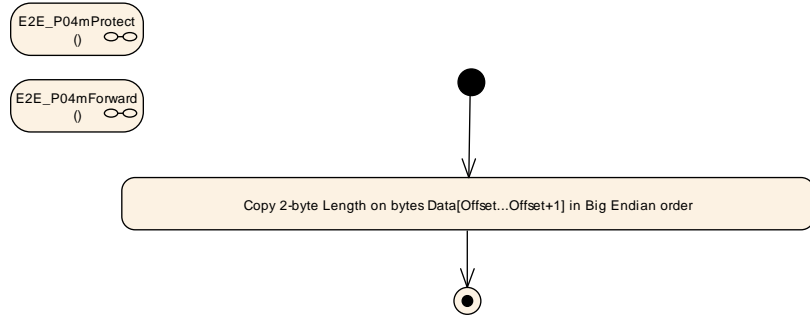 E2E_P04mProtect
()
E2E_P04mForward
()
Copy 2-byte Length on bytes Data[Offset...Offset+1] in Big Endian order